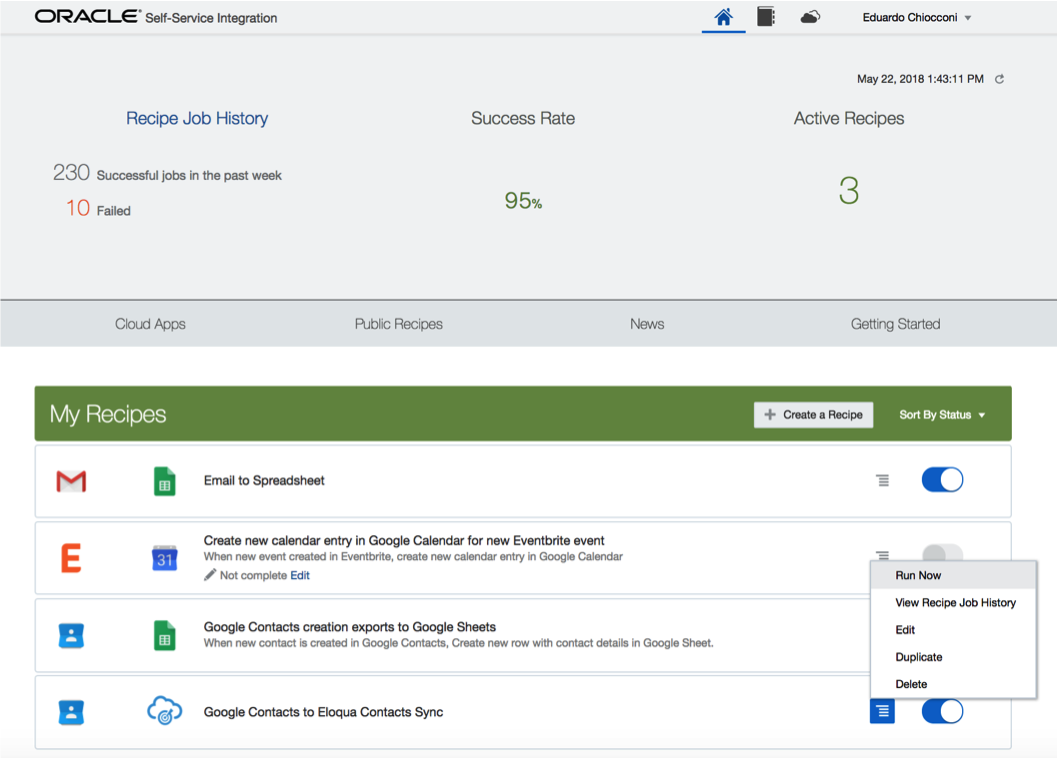 ORACLE® Self-Service Integration
Eduardo Chiocconi
May 22, 2018 1:43:11 PM
Recipe Job History
Success Rate
Active Recipes
230 Successful jobs in the past week
10 Failed
95%
3
Cloud Apps
Public Recipes
News
Getting Started
My Recipes
Create a Recipe
Sort By Status
Email to Spreadsheet
E
31
Create new calendar entry in Google Calendar for new Eventbrite event
When new event created in Eventbrite, create new calendar entry in Google Calendar
Not complete Edit
Google Contacts creation exports to Google Sheets
When new contact is created in Google Contacts, Create new row with contact details in Google Sheet.
Google Contacts to Eloqua Contacts Sync
Run Now
View Recipe Job History
Edit
Duplicate
Delete